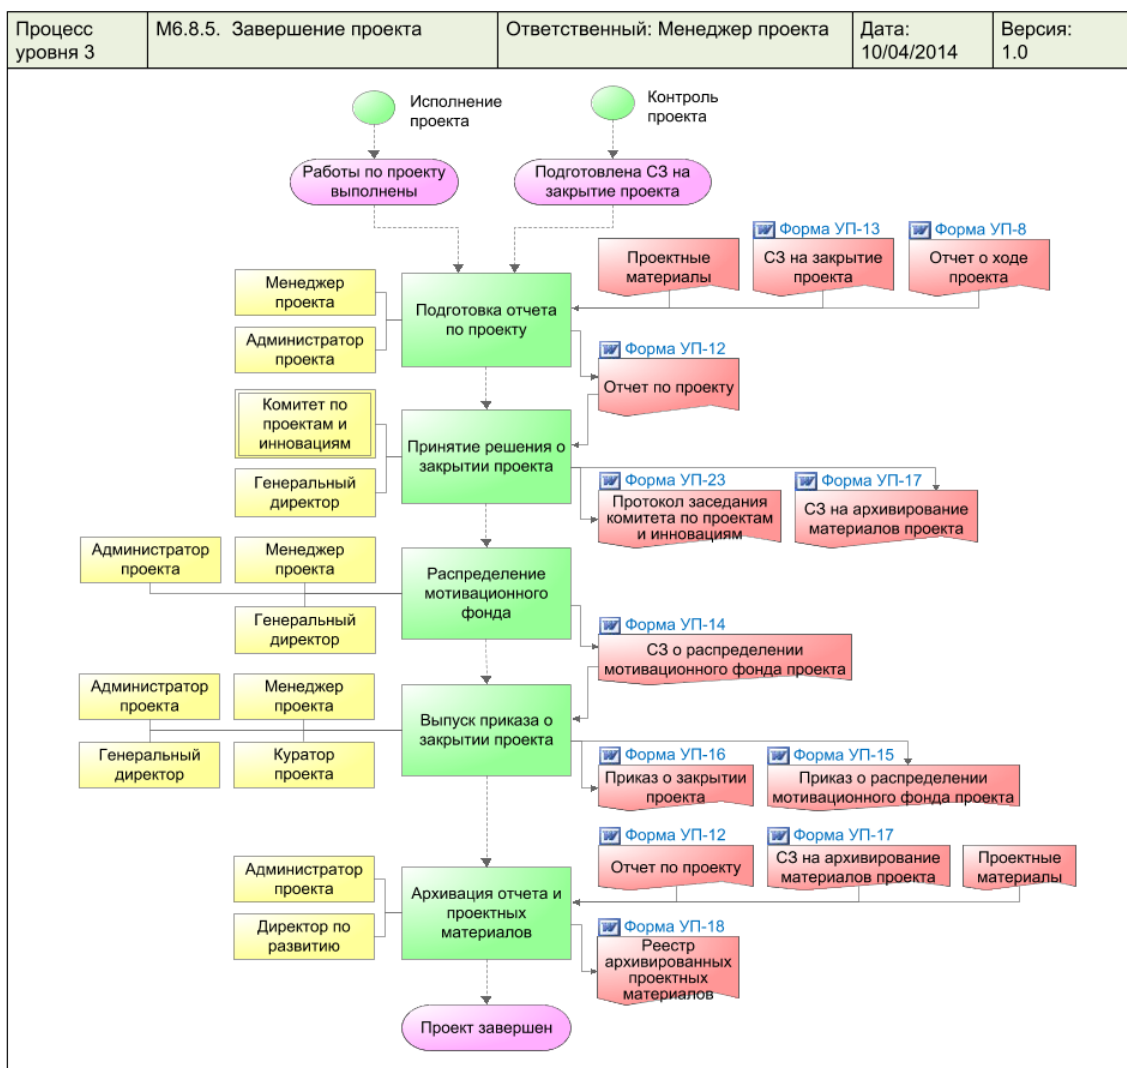 Процесс
уровня 3
М6.8.5.  Завершение проекта
Ответственный: Менеджер проекта
Дата:
10/04/2014
Версия:
1.0
Исполнение
проекта
Контроль
проекта
Работы по проекту
выполнены
Подготовлена СЗ на
закрытие проекта
Проектные
материалы
Форма УП-13
СЗ на закрытие
проекта
Форма УП-8
Отчет о ходе
проекта
Менеджер
проекта
Администратор
проекта
Подготовка отчета
по проекту
Форма УП-12
Отчет по проекту
Комитет по
проектам и
инновациям
Генеральный
директор
Принятие решения о
закрытии проекта
Форма УП-23
Протокол заседания
комитета по проектам
и инновациям
Форма УП-17
СЗ на архивирование
материалов проекта
Администратор
проекта
Менеджер
проекта
Генеральный
директор
Распределение
мотивационного
фонда
Форма УП-14
СЗ о распределении
мотивационного фонда проекта
Администратор
проекта
Менеджер
проекта
Генеральный
директор
Куратор
проекта
Выпуск приказа о
закрытии проекта
Форма УП-16
Приказ о закрытии
проекта
Форма УП-15
Приказ о распределении
мотивационного фонда проекта
Форма УП-12
Отчет по проекту
Форма УП-17
СЗ на архивирование
материалов проекта
Проектные
материалы
Администратор
проекта
Директор по
развитию
Архивация отчета и
проектных
материалов
Форма УП-18
Реестр
архивированных
проектных
материалов
Проект завершен